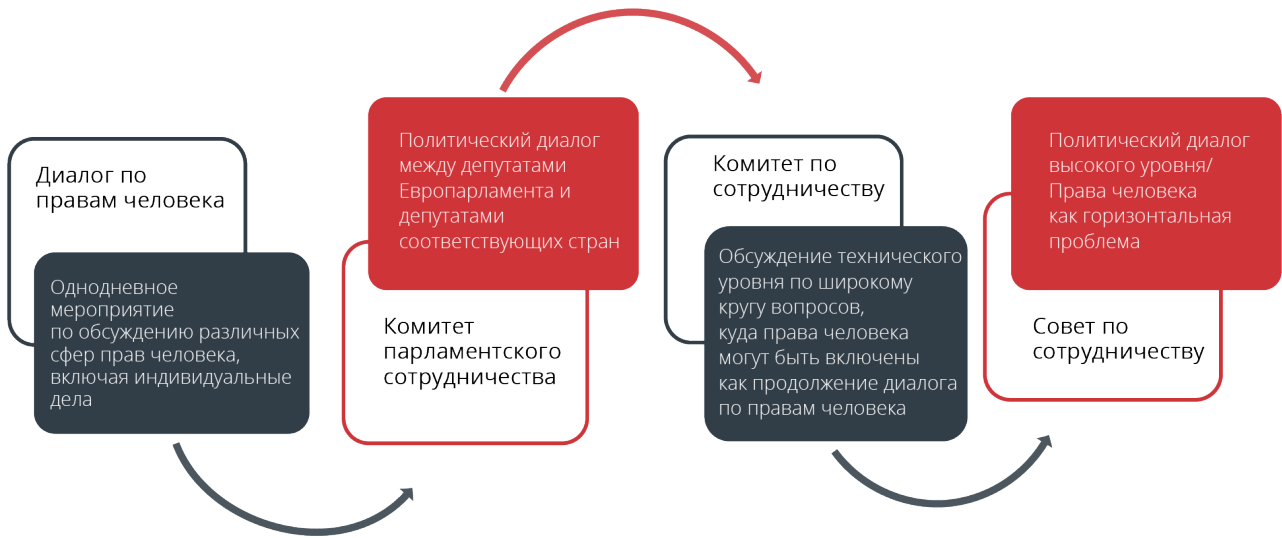 Диалог по
правам человека
Однодневное
мероприятие
по обсуждению различных
сфер прав человека,
включая индивидуальные
дела
Политический диалог
между депутатами
Европарламента и
депутатами
соответствующих стран
Комитет
парламентского
сотрудничества
Комитет по
сотрудничеству
Обсуждение технического
уровня по широкому
кругу вопросов,
куда права человека
могут быть включены
как продолжение диалога
по правам человека
Политический диалог
высокого уровня/
Права человека
как горизонтальная
проблема
Совет по
сотрудничеству